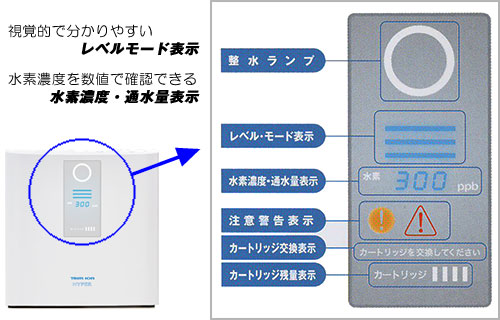 視覚的で分かりやすい
レベルモード表示
水素濃度を数値で確認できる
水素濃度・通水量表示
整水ランプ
レベル・モード表示
水素濃度・通水量表示
水素 300 ppb
注意警告表示
カートリッジ交換表示
カートリッジを交換してください
カートリッジ残量表示
カートリッジ
300